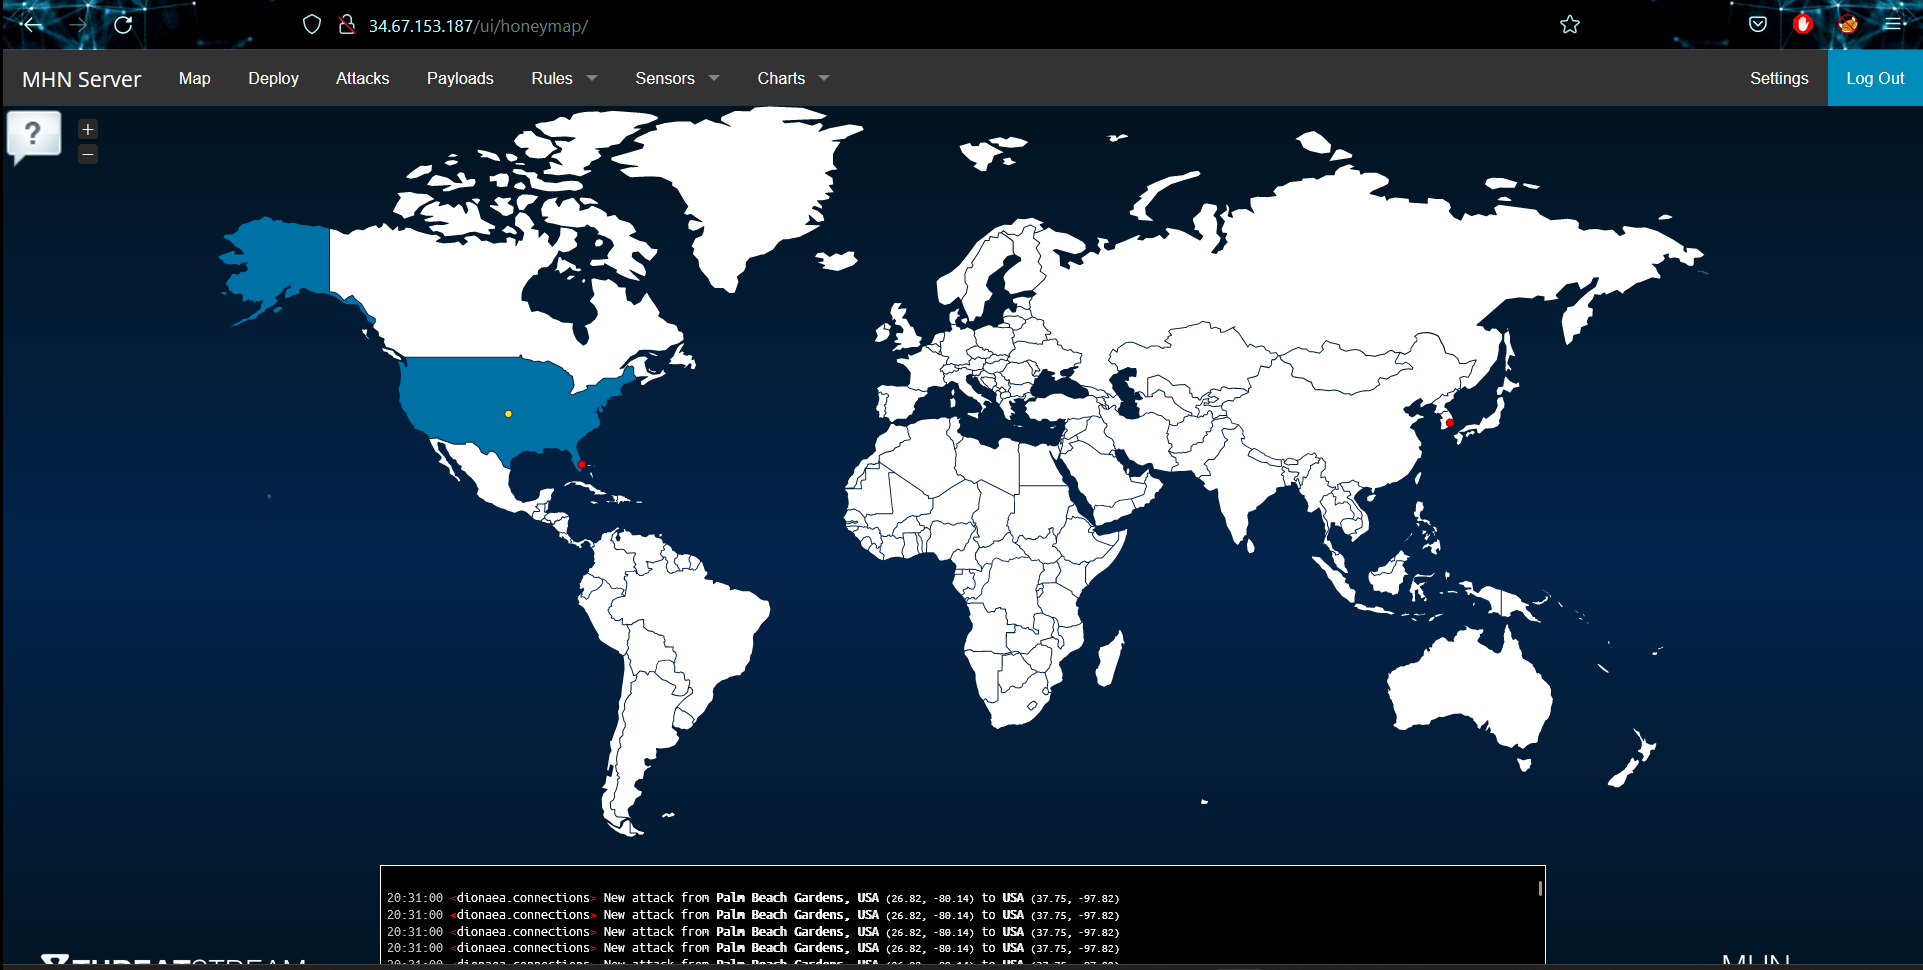 34.67.153.187/ui/honeymap/
MHN Server Map Deploy Attacks Payloads Rules Sensors Charts Settings Log Out
?
+
−
20:31:00 <dionaea.connections> New attack from Palm Beach Gardens, USA (26.82, -80.14) to USA (37.75, -97.82)
20:31:00 <dionaea.connections> New attack from Palm Beach Gardens, USA (26.82, -80.14) to USA (37.75, -97.82)
20:31:00 <dionaea.connections> New attack from Palm Beach Gardens, USA (26.82, -80.14) to USA (37.75, -97.82)
20:31:00 <dionaea.connections> New attack from Palm Beach Gardens, USA (26.82, -80.14) to USA (37.75, -97.82)
THREATSTREAM
MHN